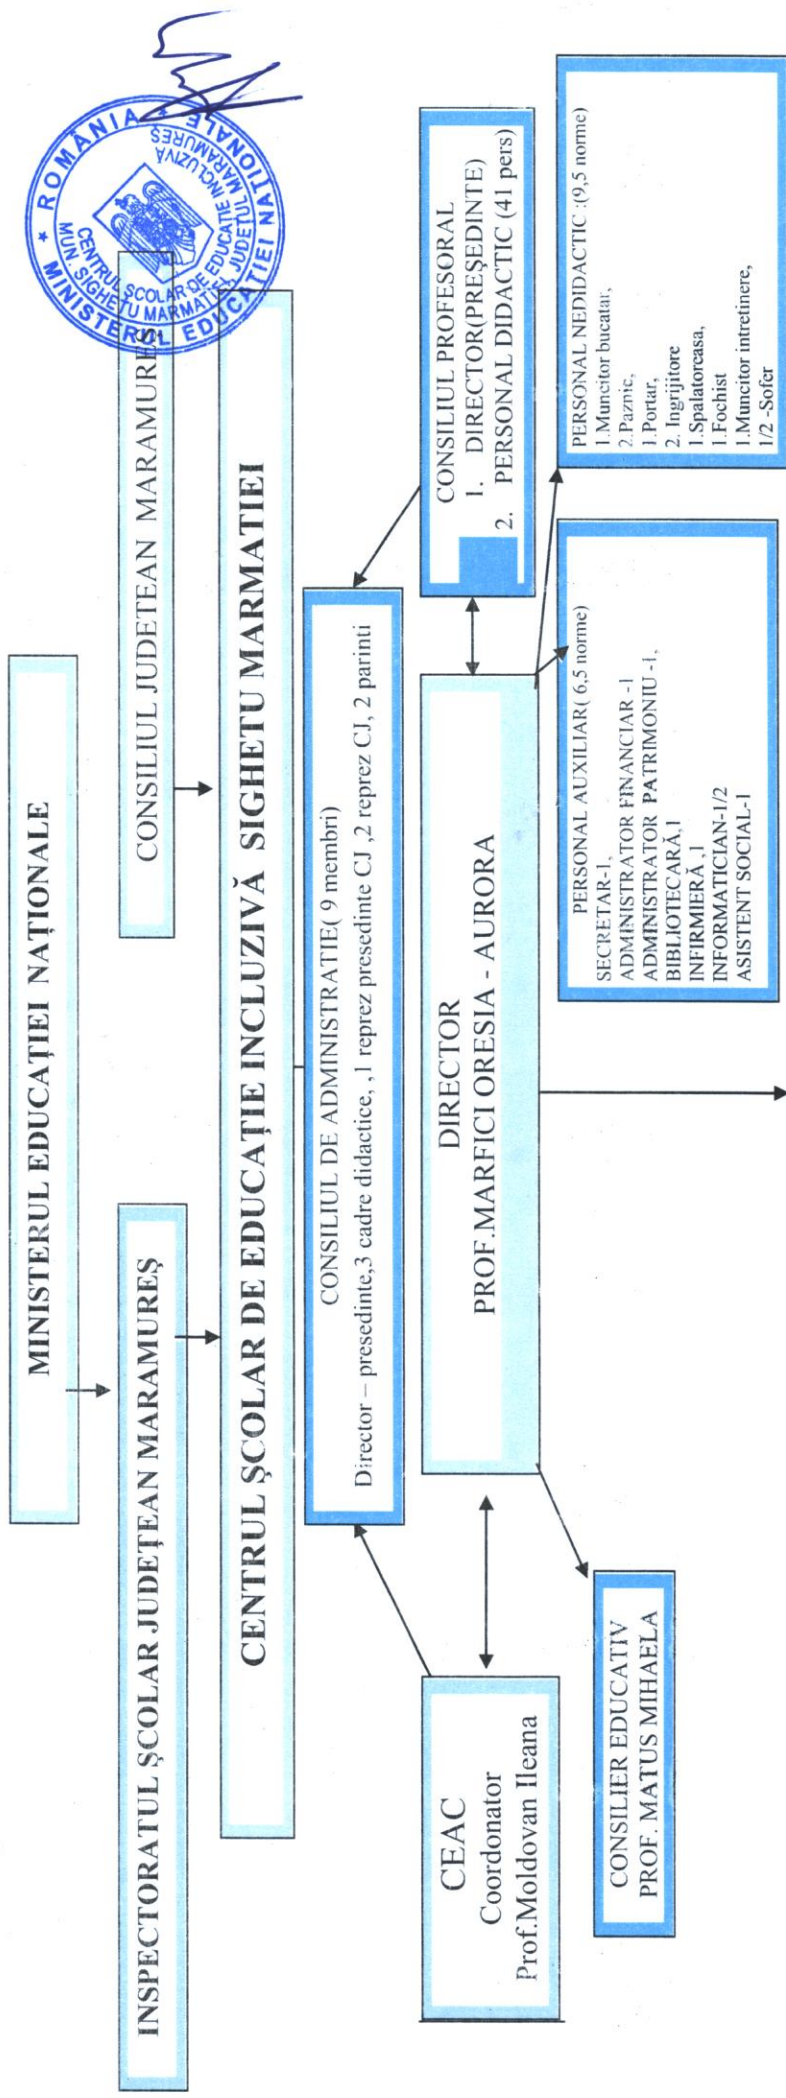 MINISTERUL EDUCAȚIEI NAȚIONALE
INSPECTORATUL ȘCOLAR JUDEȚEAN MARAMUREȘ
CONSILIUL JUDETEAN MARAMUREȘ
* ROMÂNIA *
MINISTERUL EDUCAȚIEI NAȚIONALE
CENTRUL ȘCOLAR DE EDUCAȚIE INCLUZIVĂ
MUN. SIGHETU MARMAȚIEI, JUDEȚUL MARAMUREȘ
CENTRUL ȘCOLAR DE EDUCAȚIE INCLUZIVĂ SIGHETU MARMATIEI
CONSILIUL DE ADMINISTRATIE( 9 membri)
Director – presedinte,3 cadre didactice, ,1 reprez presedinte CJ ,2 reprez CJ, 2 parinti
CEAC
Coordonator
Prof.Moldovan Ileana
DIRECTOR
PROF.MARFICI ORESIA - AURORA
CONSILIUL PROFESORAL
1. DIRECTOR(PREȘEDINTE)
2. PERSONAL DIDACTIC (41 pers)
CONSILIER EDUCATIV
PROF. MATUS MIHAELA
PERSONAL AUXILIAR( 6,5 norme)
SECRETAR-1,
ADMINISTRATOR FINANCIAR -1
ADMINISTRATOR PATRIMONIU -1,
BIBLIOTECARĂ,1
INFIRMIERĂ ,1
INFORMATICIAN-1/2
ASISTENT SOCIAL-1
PERSONAL NEDIDACTIC :(9,5 norme)
1.Muncitor bucatar,
2.Paznic,
1.Portar,
2. Ingrijitore
1.Spalatoreasa,
1.Fochist
1.Muncitor intretinere,
1/2 -Sofer